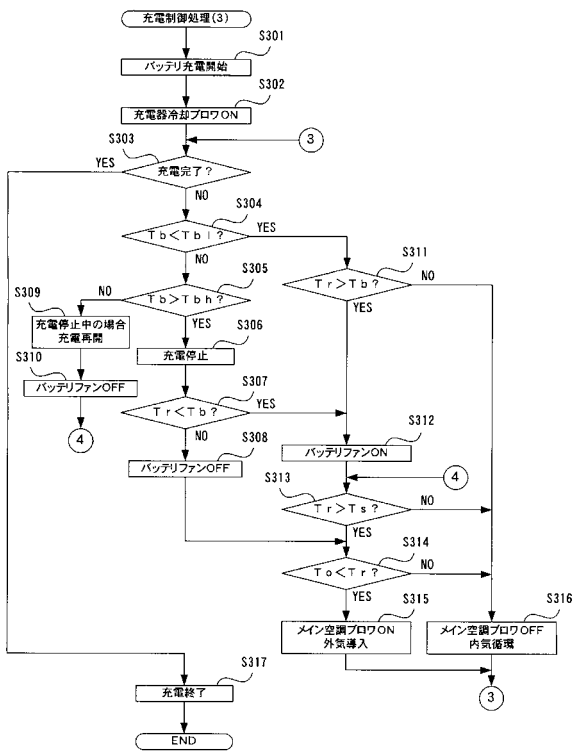 充電制御処理(3)
S301
バッテリ充電開始
S302
充電器冷却ブロワON
3
S303
充電完了?
YES
NO
S304
Tb<Tbl?
YES
NO
S305
Tb>Tbh?
NO
YES
S309
充電停止中の場合
充電再開
S310
バッテリファンOFF
4
S306
充電停止
S307
Tr<Tb?
YES
NO
S308
バッテリファンOFF
S311
Tr>Tb?
NO
YES
S312
バッテリファンON
4
S313
Tr>Ts?
NO
YES
S314
To<Tr?
NO
YES
S315
メイン空調ブロワON
外気導入
S316
メイン空調ブロワOFF
内気循環
3
S317
充電終了
END